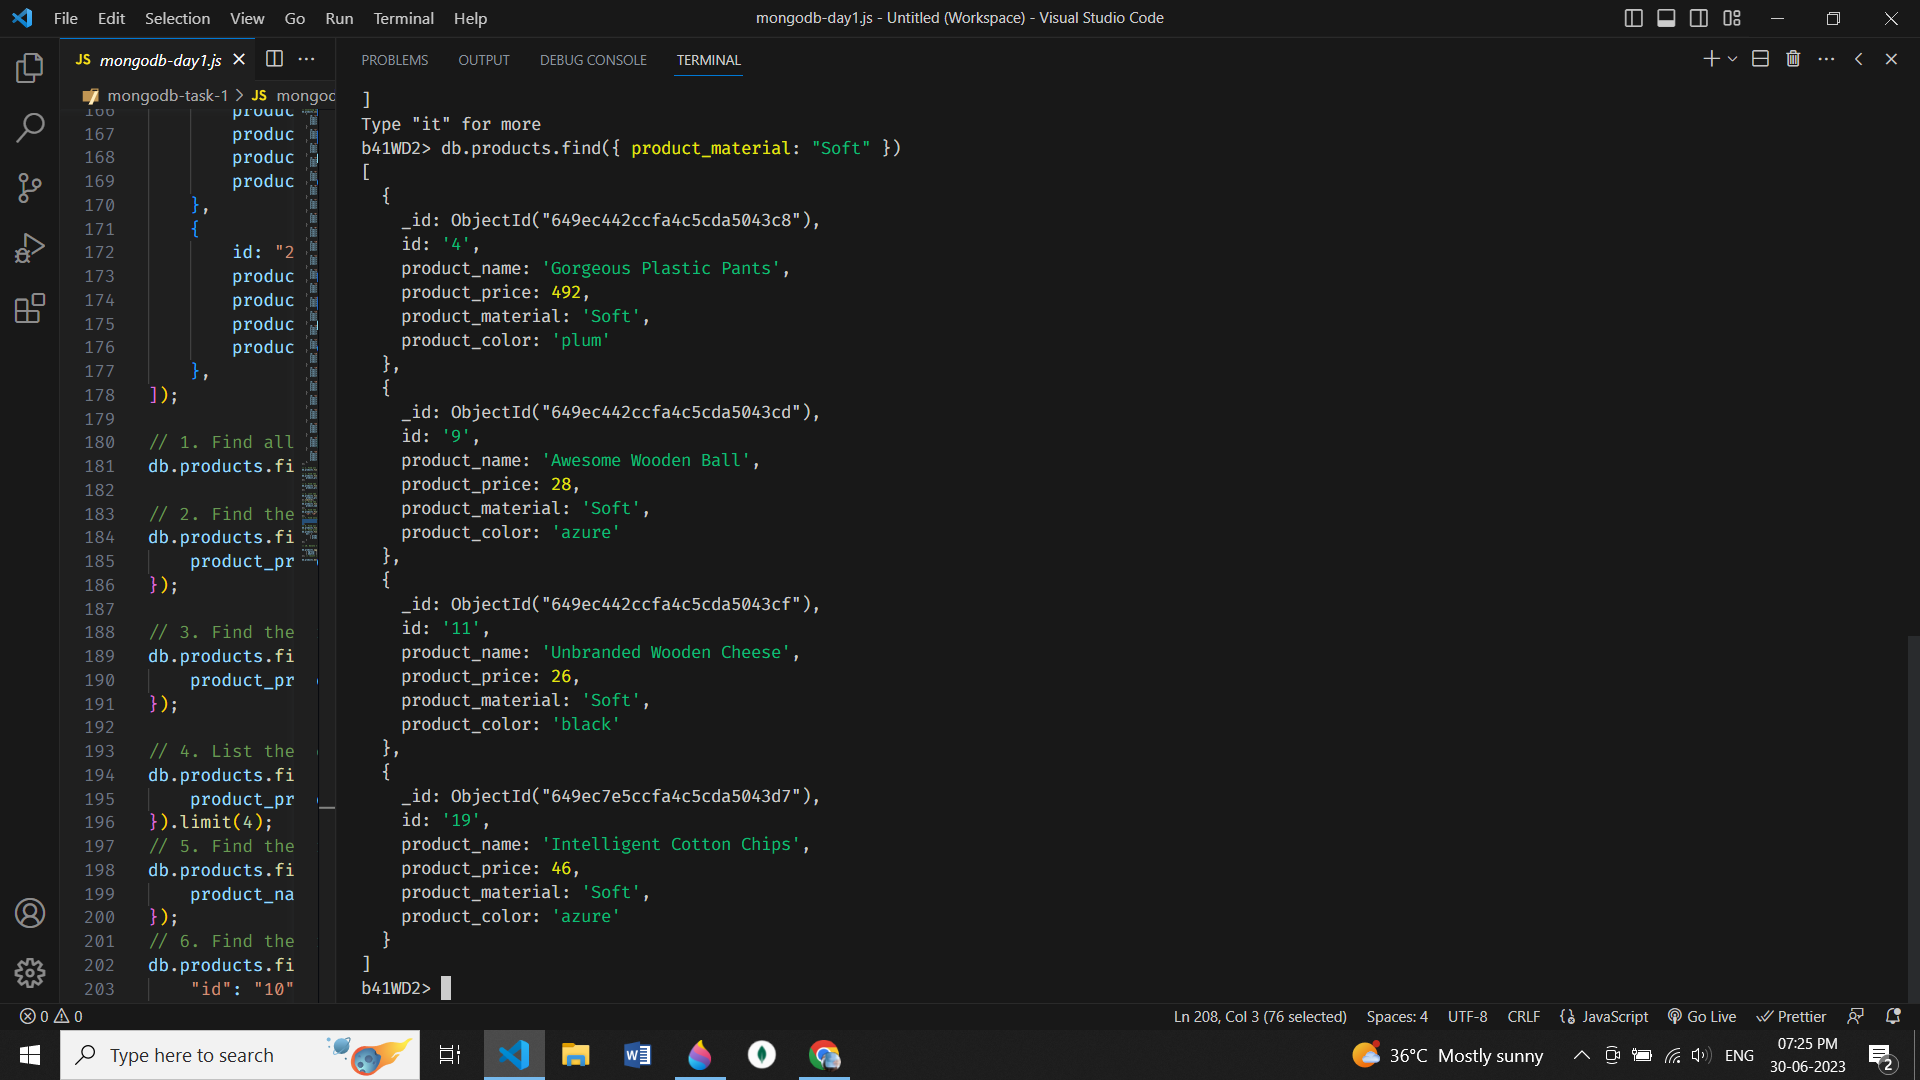 File Edit Selection View Go Run Terminal Help
mongodb-day1.js - Untitled (Workspace) - Visual Studio Code
JS mongodb-day1.js
mongodb-task-1 > JS mongod
166 produc
167 produc
168 produc
169 produc
170 },
171 {
172 id: "2
173 produc
174 produc
175 produc
176 produc
177 },
178 ]);
179
180 // 1. Find all
181 db.products.fi
182
183 // 2. Find the
184 db.products.fi
185 product_pr
186 });
187
188 // 3. Find the
189 db.products.fi
190 product_pr
191 });
192
193 // 4. List the
194 db.products.fi
195 product_pr
196 }).limit(4);
197 // 5. Find the
198 db.products.fi
199 product_na
200 });
201 // 6. Find the
202 db.products.fi
203 "id": "10"
PROBLEMS OUTPUT DEBUG CONSOLE TERMINAL
]
Type "it" for more
b41WD2> db.products.find({ product_material: "Soft" })
[
{
_id: ObjectId("649ec442ccfa4c5cda5043c8"),
id: '4',
product_name: 'Gorgeous Plastic Pants',
product_price: 492,
product_material: 'Soft',
product_color: 'plum'
},
{
_id: ObjectId("649ec442ccfa4c5cda5043cd"),
id: '9',
product_name: 'Awesome Wooden Ball',
product_price: 28,
product_material: 'Soft',
product_color: 'azure'
},
{
_id: ObjectId("649ec442ccfa4c5cda5043cf"),
id: '11',
product_name: 'Unbranded Wooden Cheese',
product_price: 26,
product_material: 'Soft',
product_color: 'black'
},
{
_id: ObjectId("649ec7e5ccfa4c5cda5043d7"),
id: '19',
product_name: 'Intelligent Cotton Chips',
product_price: 46,
product_material: 'Soft',
product_color: 'azure'
}
]
b41WD2>
0 0
Ln 208, Col 3 (76 selected) Spaces: 4 UTF-8 CRLF JavaScript Go Live Prettier
Type here to search
36°C Mostly sunny
ENG
07:25 PM
30-06-2023
2